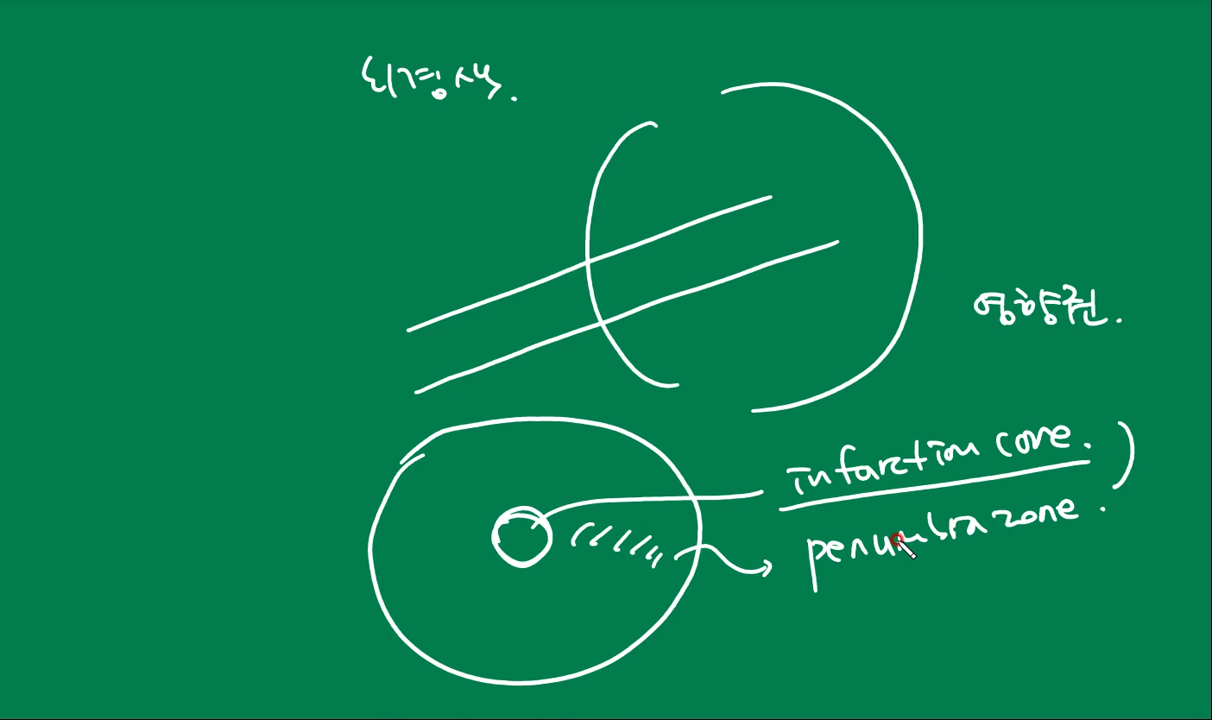 뇌경색.
영향권.
infarction core.
penumbra zone.